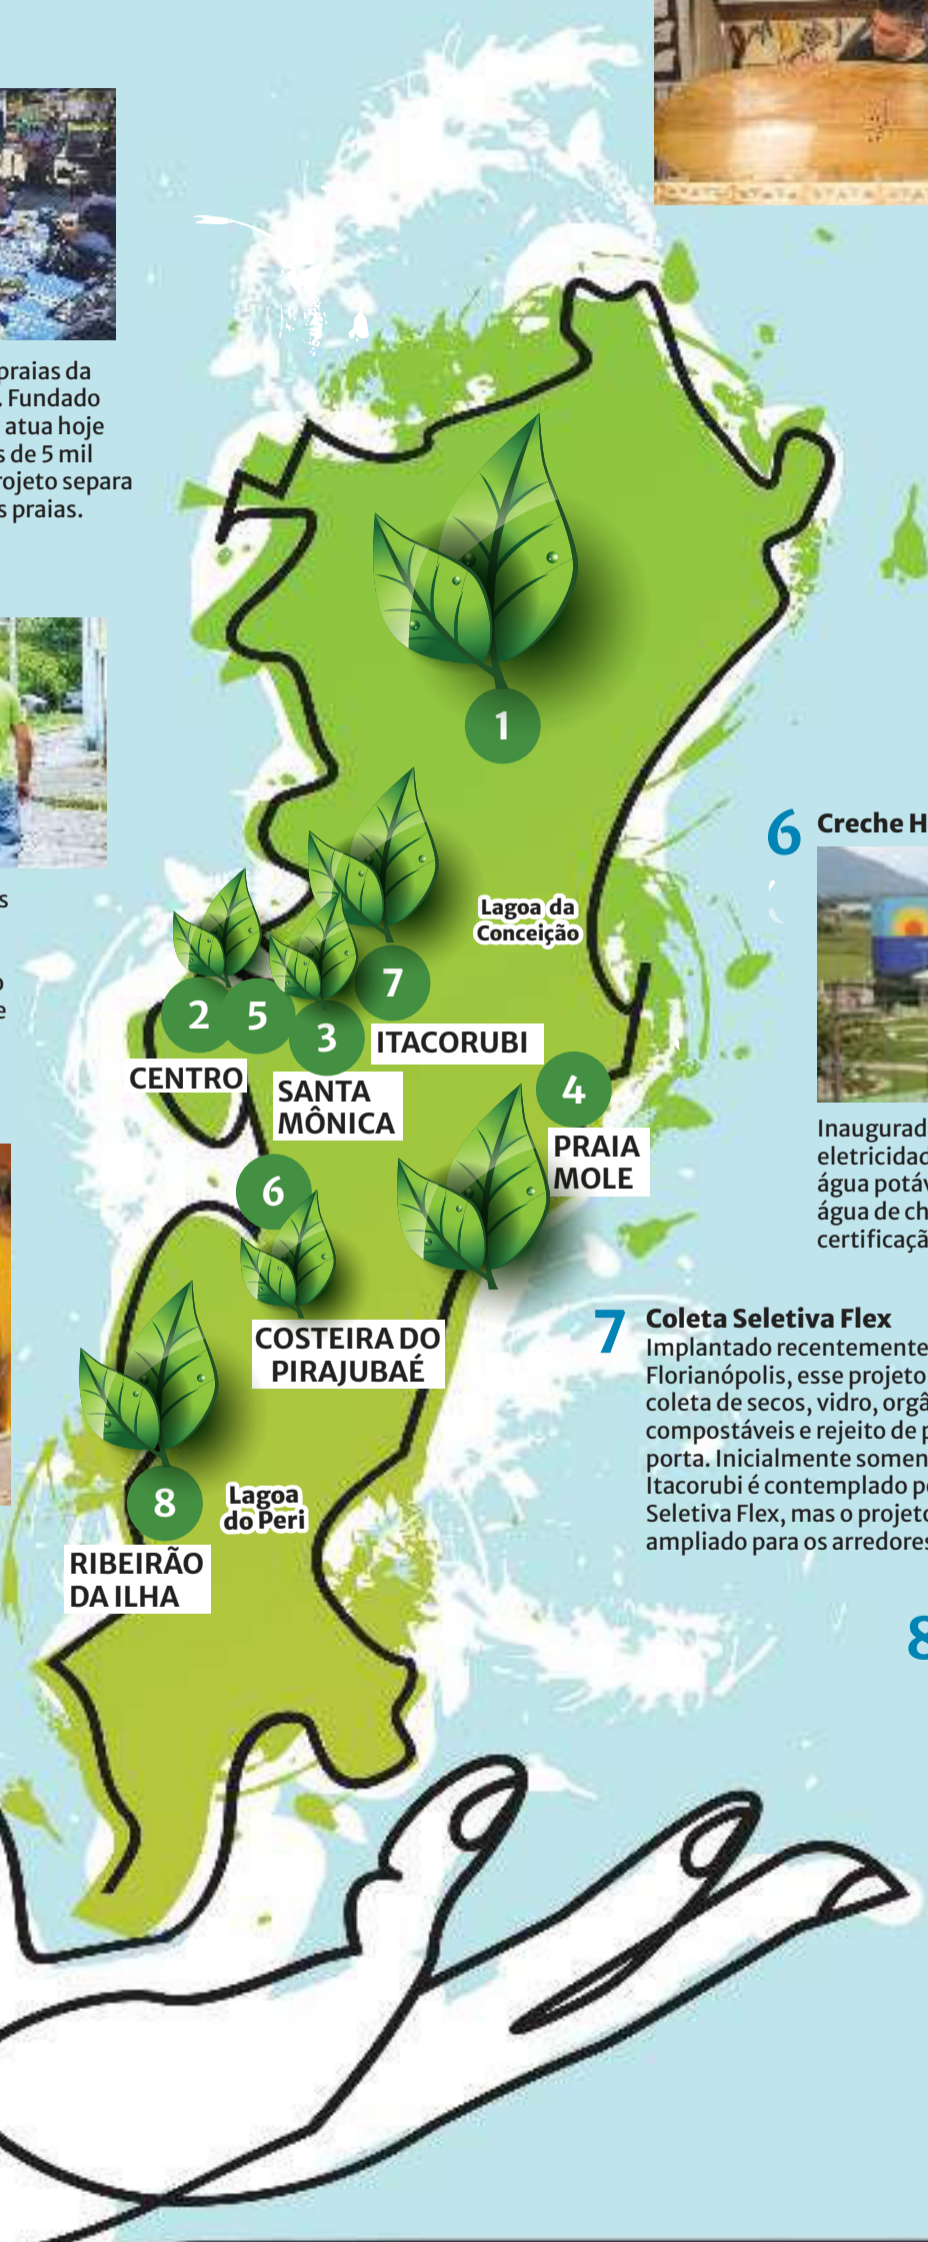 praias da
. Fundado
atua hoje
s de 5 mil
rojeto separa
s praias.
s
o
e
1
Lagoa da
Conceição
2
5
3
7
ITACORUBI
CENTRO
SANTA
MÔNICA
4
PRAIA
MOLE
6
COSTEIRA DO
PIRAJUBAÉ
8
Lagoa
do Peri
RIBEIRÃO
DA ILHA
6 Creche H
Inaugurad
eletricidad
água potáv
água de ch
certificaçã
7 Coleta Seletiva Flex
Implantado recentemente
Florianópolis, esse projeto
coleta de secos, vidro, orgâ
compostáveis e rejeito de p
porta. Inicialmente somen
Itacorubi é contemplado pe
Seletiva Flex, mas o projeto
ampliado para os arredores
8